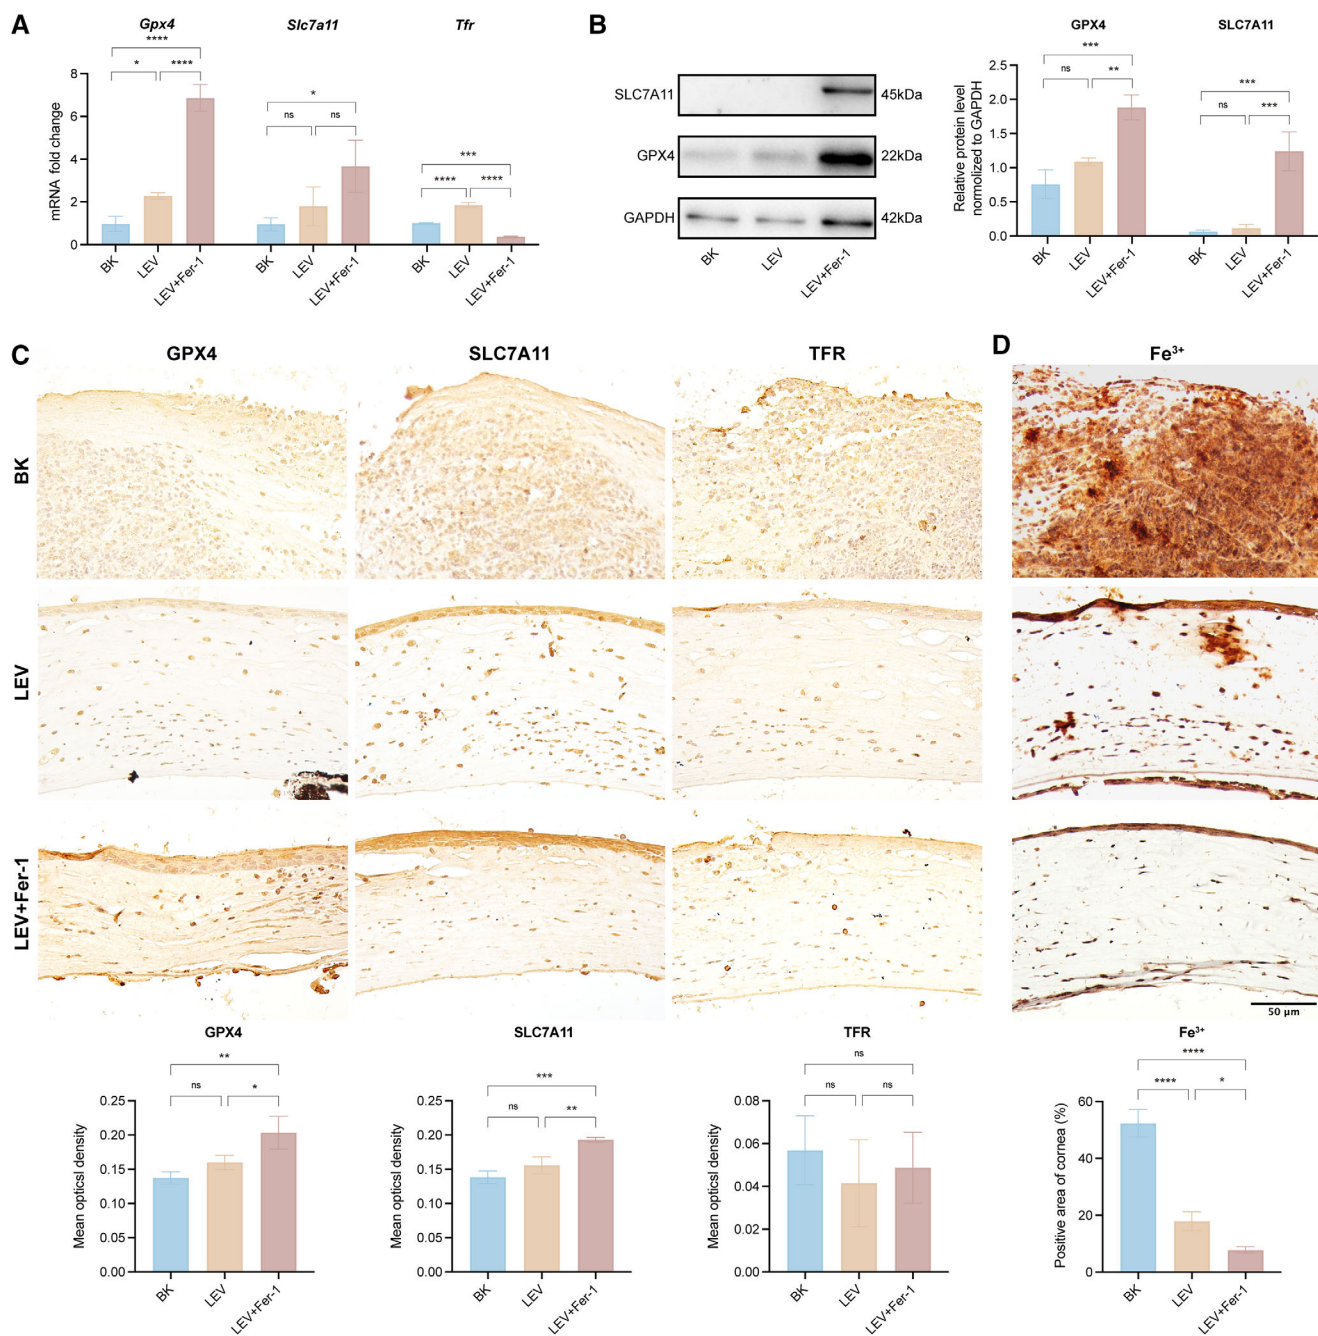 A
Gpx4 Slc7a11 Tfr
****
* ****
*
ns ns
***
**** ****
mRNA fold change
8
6
4
2
0
BK LEV LEV+Fer-1 BK LEV LEV+Fer-1 BK LEV LEV+Fer-1
B
SLC7A11 45kDa
GPX4 22kDa
GAPDH 42kDa
BK LEV LEV+Fer-1
GPX4 SLC7A11
***
ns **
***
ns ***
Relative protein level
normolized to GAPDH
2.5
2.0
1.5
1.0
0.5
0.0
BK LEV LEV+Fer-1 BK LEV LEV+Fer-1
C
GPX4 SLC7A11 TFR
BK
LEV
LEV+Fer-1
D
Fe³⁺
50 μm
GPX4
**
ns *
Mean opticsl density
0.25
0.20
0.15
0.10
0.05
0.00
BK LEV LEV+Fer-1
SLC7A11
***
ns **
Mean opticsl density
0.25
0.20
0.15
0.10
0.05
0.00
BK LEV LEV+Fer-1
TFR
ns
ns ns
Mean opticsl density
0.08
0.06
0.04
0.02
0.00
BK LEV LEV+Fer-1
Fe³⁺
****
**** *
Positive area of cornea (%)
60
40
20
0
BK LEV LEV+Fer-1